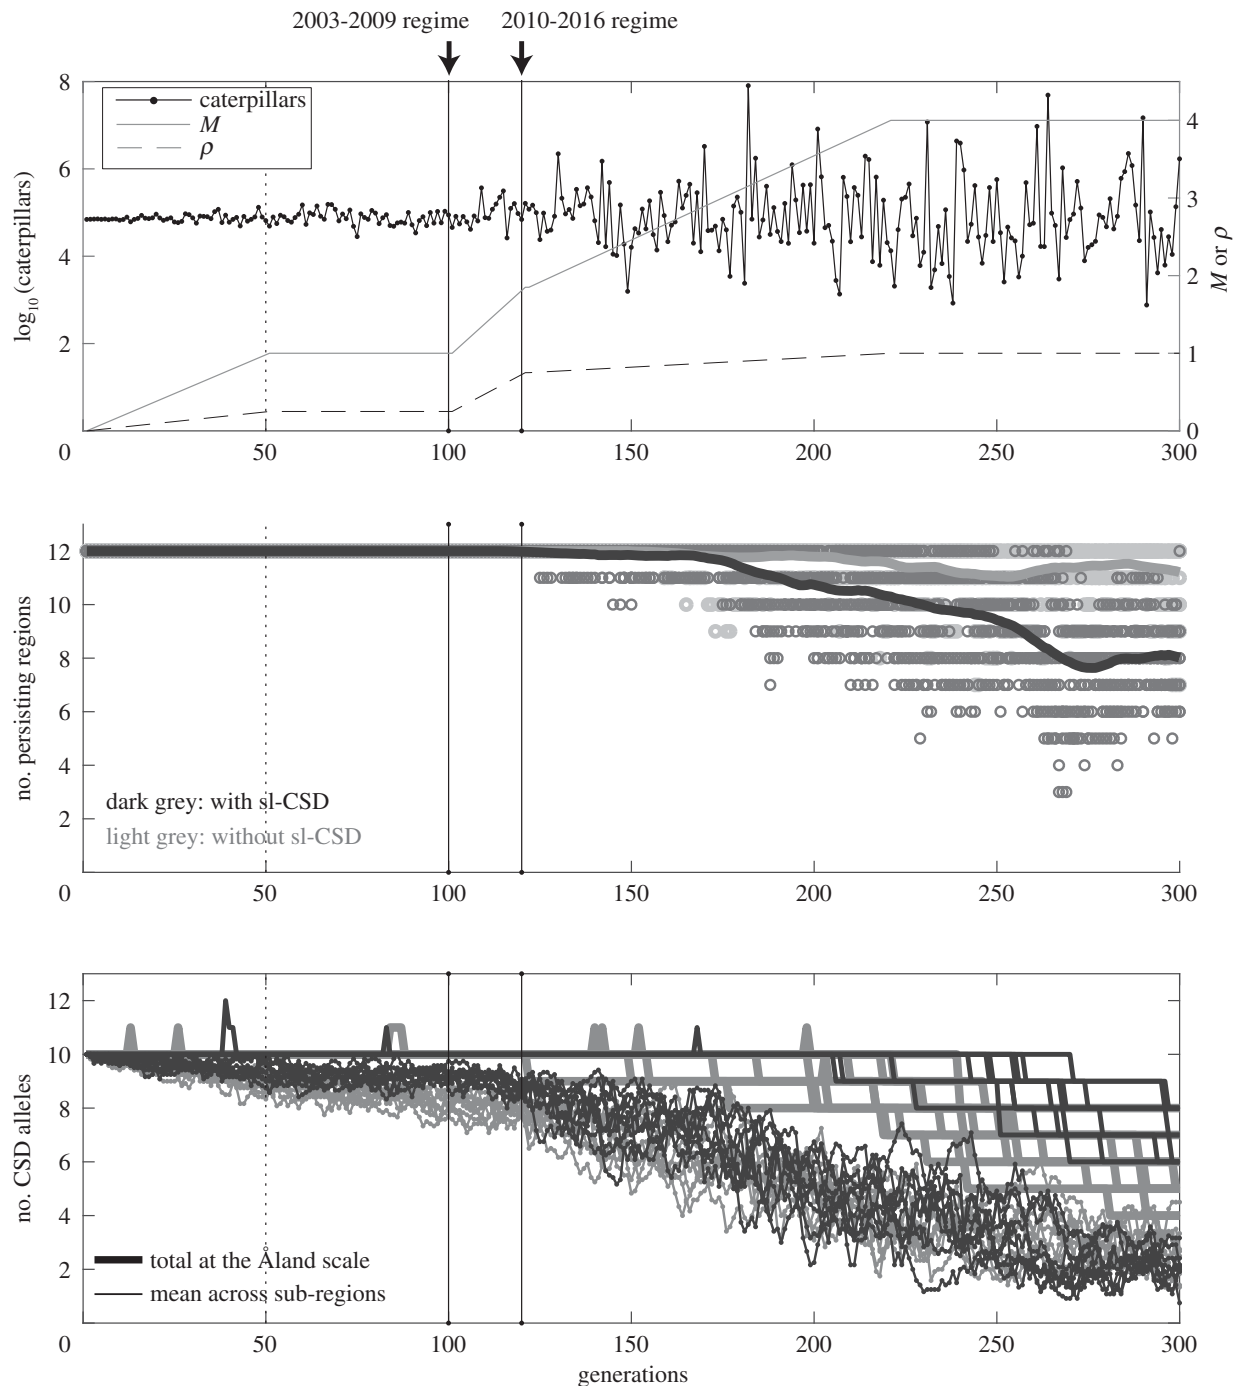 2003-2009 regime 2010-2016 regime
8
caterpillars
M
ρ
6
4
2
0 50 100 150 200 250 300
log10 (caterpillars)
4
3
2
1
0
M or ρ
12
10
8
6
4
2
0 50 100 150 200 250 300
no. persisting regions
dark grey: with sl-CSD
light grey: without sl-CSD
12
10
8
6
4
2
0 50 100 150 200 250 300
no. CSD alleles
total at the Åland scale
mean across sub-regions
generations